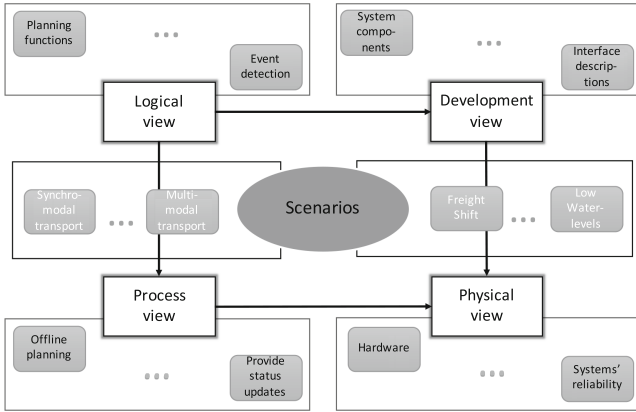 Planning
functions
Event
detection
System
compo-
nents
Interface
descrip-
tions
Logical
view
Development
view
Synchro-
modal
transport
Multi-
modal
transport
Scenarios
Freight
Shift
Low
Water-
levels
Process
view
Physical
view
Offline
planning
Provide
status
updates
Hardware
Systems'
reliability